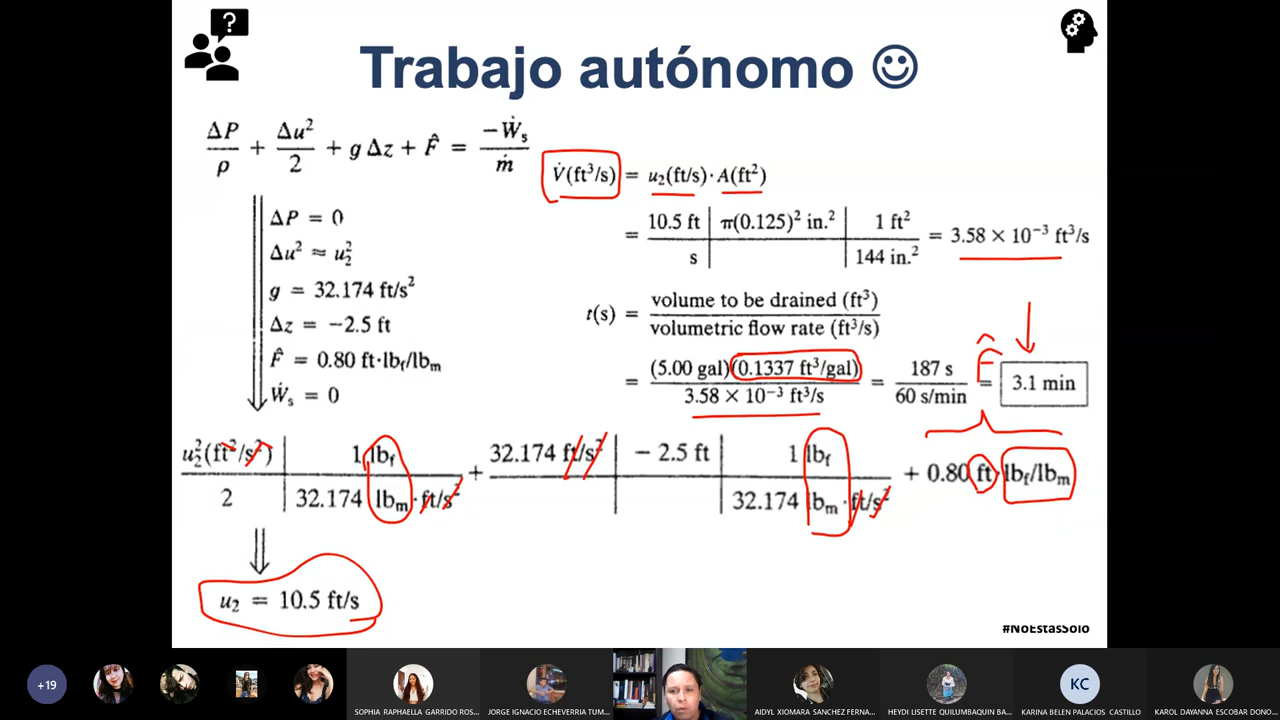 ?
Trabajo autónomo ☺
ΔP/ρ + Δu²/2 + g Δz + F̂ = −Ẇs/ṁ
ΔP = 0
Δu² ≈ u₂²
g = 32.174 ft/s²
Δz = −2.5 ft
F̂ = 0.80 ft·lbf/lbm
Ẇs = 0
V̇(ft³/s) = u₂(ft/s)·A(ft²)
= 10.5 ft | π(0.125)² in.² | 1 ft²
s | | 144 in.² = 3.58 × 10⁻³ ft³/s
t(s) = volume to be drained (ft³)
volumetric flow rate (ft³/s)
= (5.00 gal)(0.1337 ft³/gal)
3.58 × 10⁻³ ft³/s
= 187 s
60 s/min
= 3.1 min
F̂
u₂²(ft²/s²) | 1 lbf + 32.174 ft/s² | − 2.5 ft | 1 lbf + 0.80 ft·lbf/lbm
2 | 32.174 lbm·ft/s² | | 32.174 lbm·ft/s²
u₂ = 10.5 ft/s
#NoEstasSolo
+19
SOPHIA RAPHAELLA GARRIDO ROS...
JORGE IGNACIO ECHEVERRIA TUM...
AIDYL XIOMARA SANCHEZ FERNA...
HEYDI LISETTE QUILUMBAQUIN BA...
KC
KARINA BELEN PALACIOS CASTILLO
KAROL DAYANNA ESCOBAR DONO...